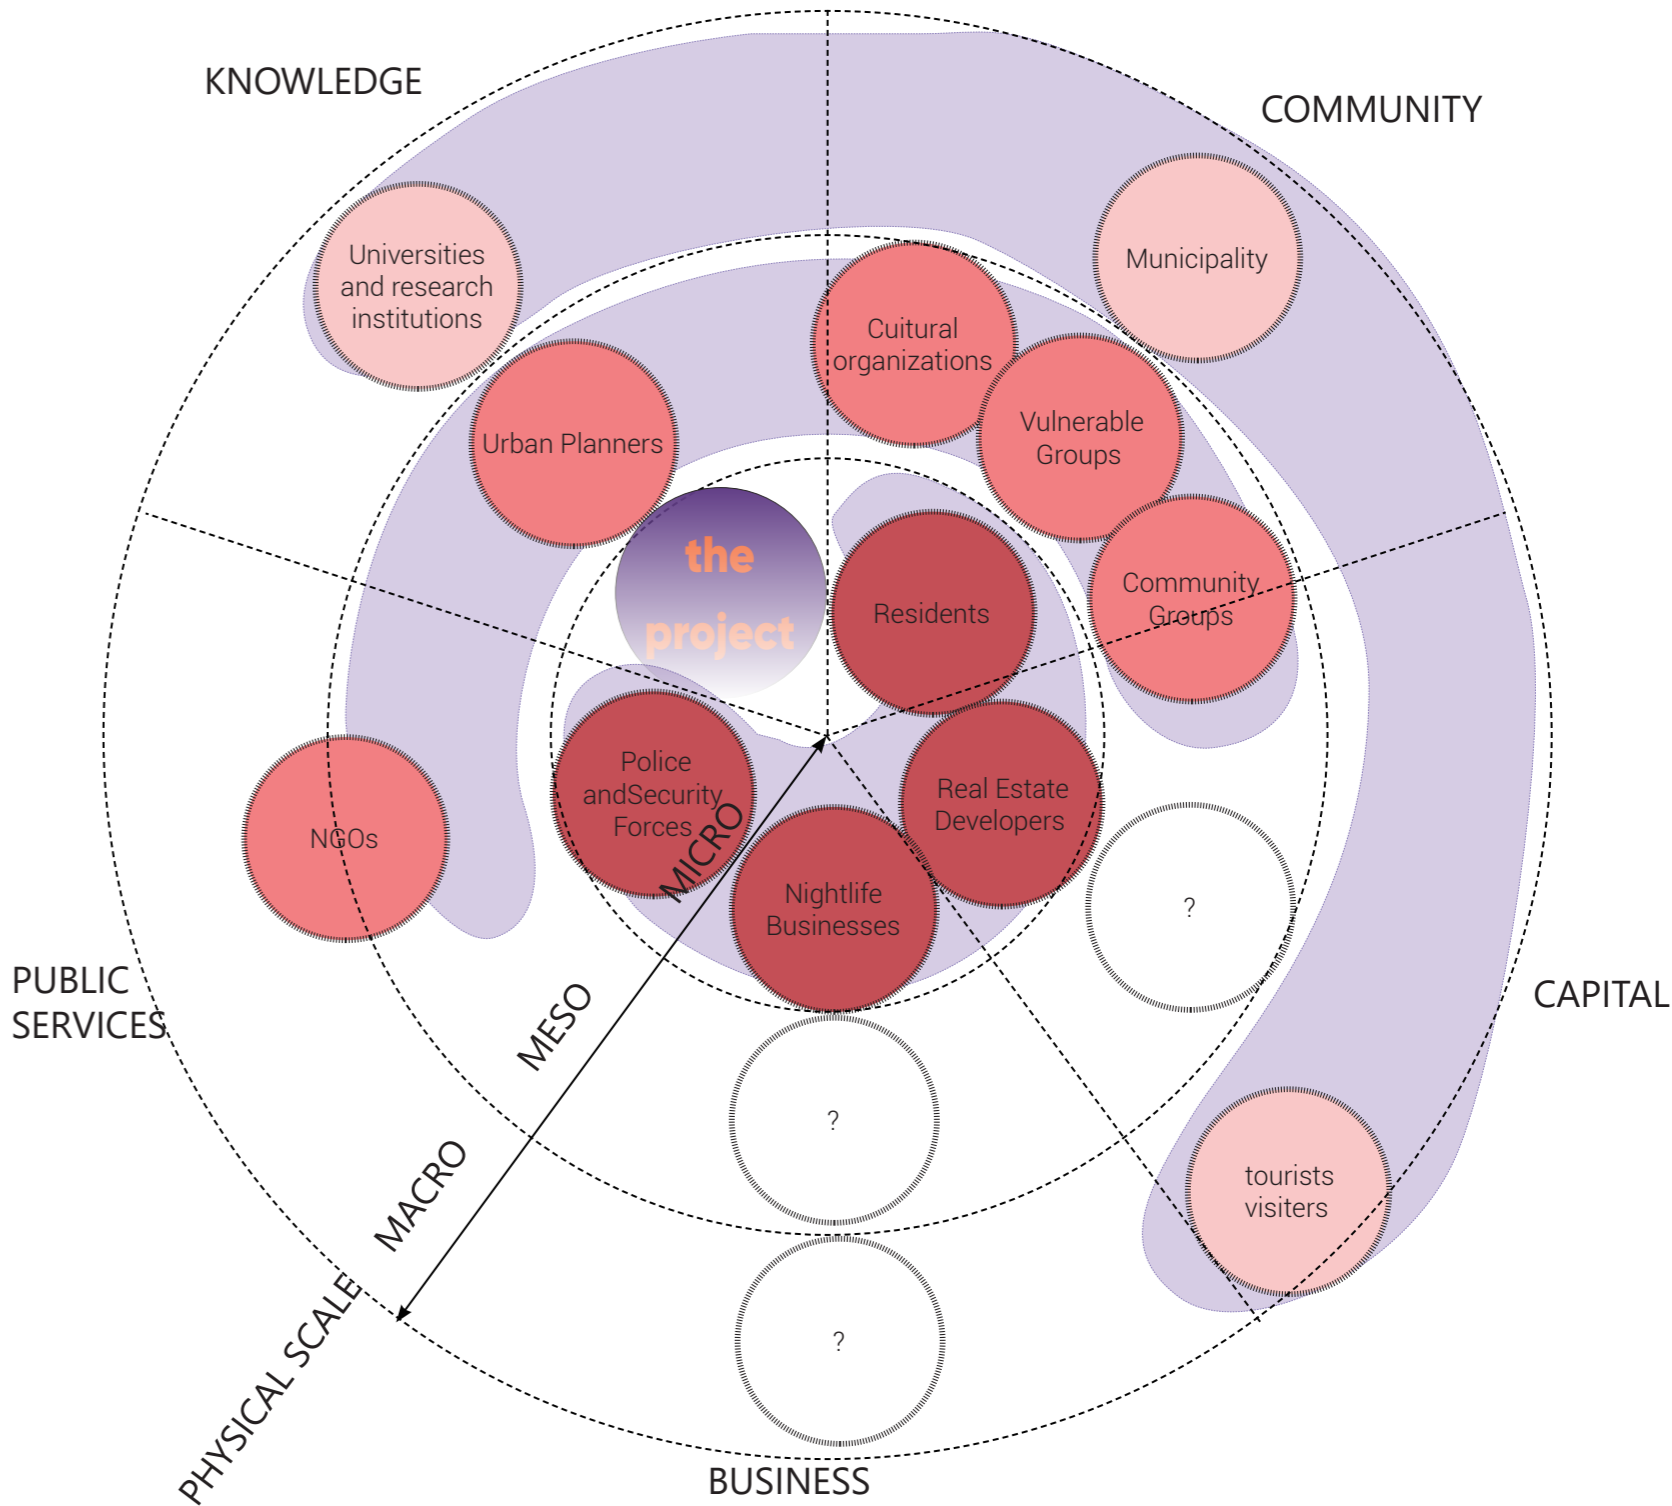 KNOWLEDGE
COMMUNITY
Universities
and research
institutions
Municipality
Cuitural
organizations
Vulnerable
Groups
Urban Planners
the
project
Residents
Community
Groups
Police
andSecurity
Forces
Real Estate
Developers
NGOs
Nightlife
Businesses
?
MICRO
MESO
MACRO
PHYSICAL SCALE
PUBLIC
SERVICES
CAPITAL
?
tourists
visiters
?
BUSINESS